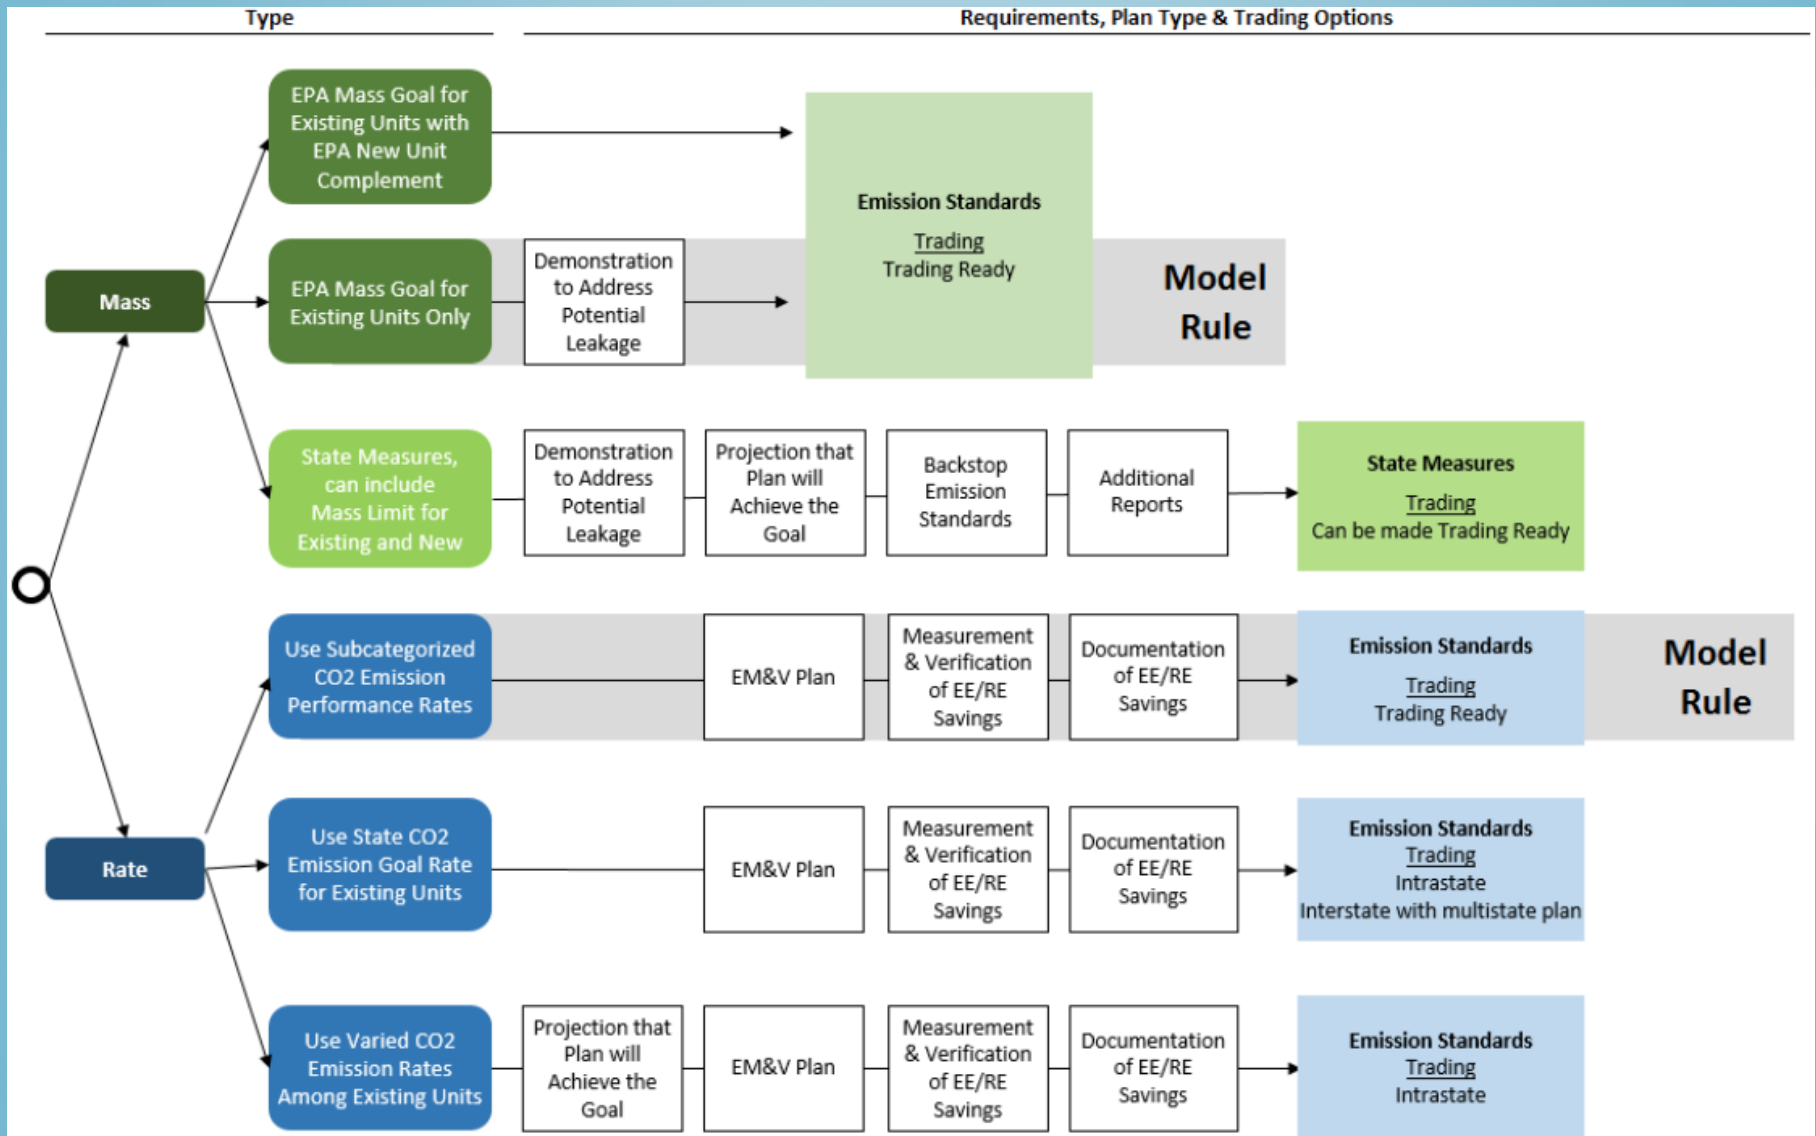 Type
Requirements, Plan Type & Trading Options
EPA Mass Goal for
Existing Units with
EPA New Unit
Complement
Emission Standards
Trading
Trading Ready
Mass
EPA Mass Goal for
Existing Units Only
Demonstration
to Address
Potential
Leakage
Model
Rule
State Measures,
can include
Mass Limit for
Existing and New
Demonstration
to Address
Potential
Leakage
Projection that
Plan will
Achieve the
Goal
Backstop
Emission
Standards
Additional
Reports
State Measures
Trading
Can be made Trading Ready
Use Subcategorized
CO2 Emission
Performance Rates
EM&V Plan
Measurement
& Verification
of EE/RE
Savings
Documentation
of EE/RE
Savings
Emission Standards
Trading
Trading Ready
Model
Rule
Rate
Use State CO2
Emission Goal Rate
for Existing Units
EM&V Plan
Measurement
& Verification
of EE/RE
Savings
Documentation
of EE/RE
Savings
Emission Standards
Trading
Intrastate
Interstate with multistate plan
Use Varied CO2
Emission Rates
Among Existing Units
Projection that
Plan will
Achieve the
Goal
EM&V Plan
Measurement
& Verification
of EE/RE
Savings
Documentation
of EE/RE
Savings
Emission Standards
Trading
Intrastate